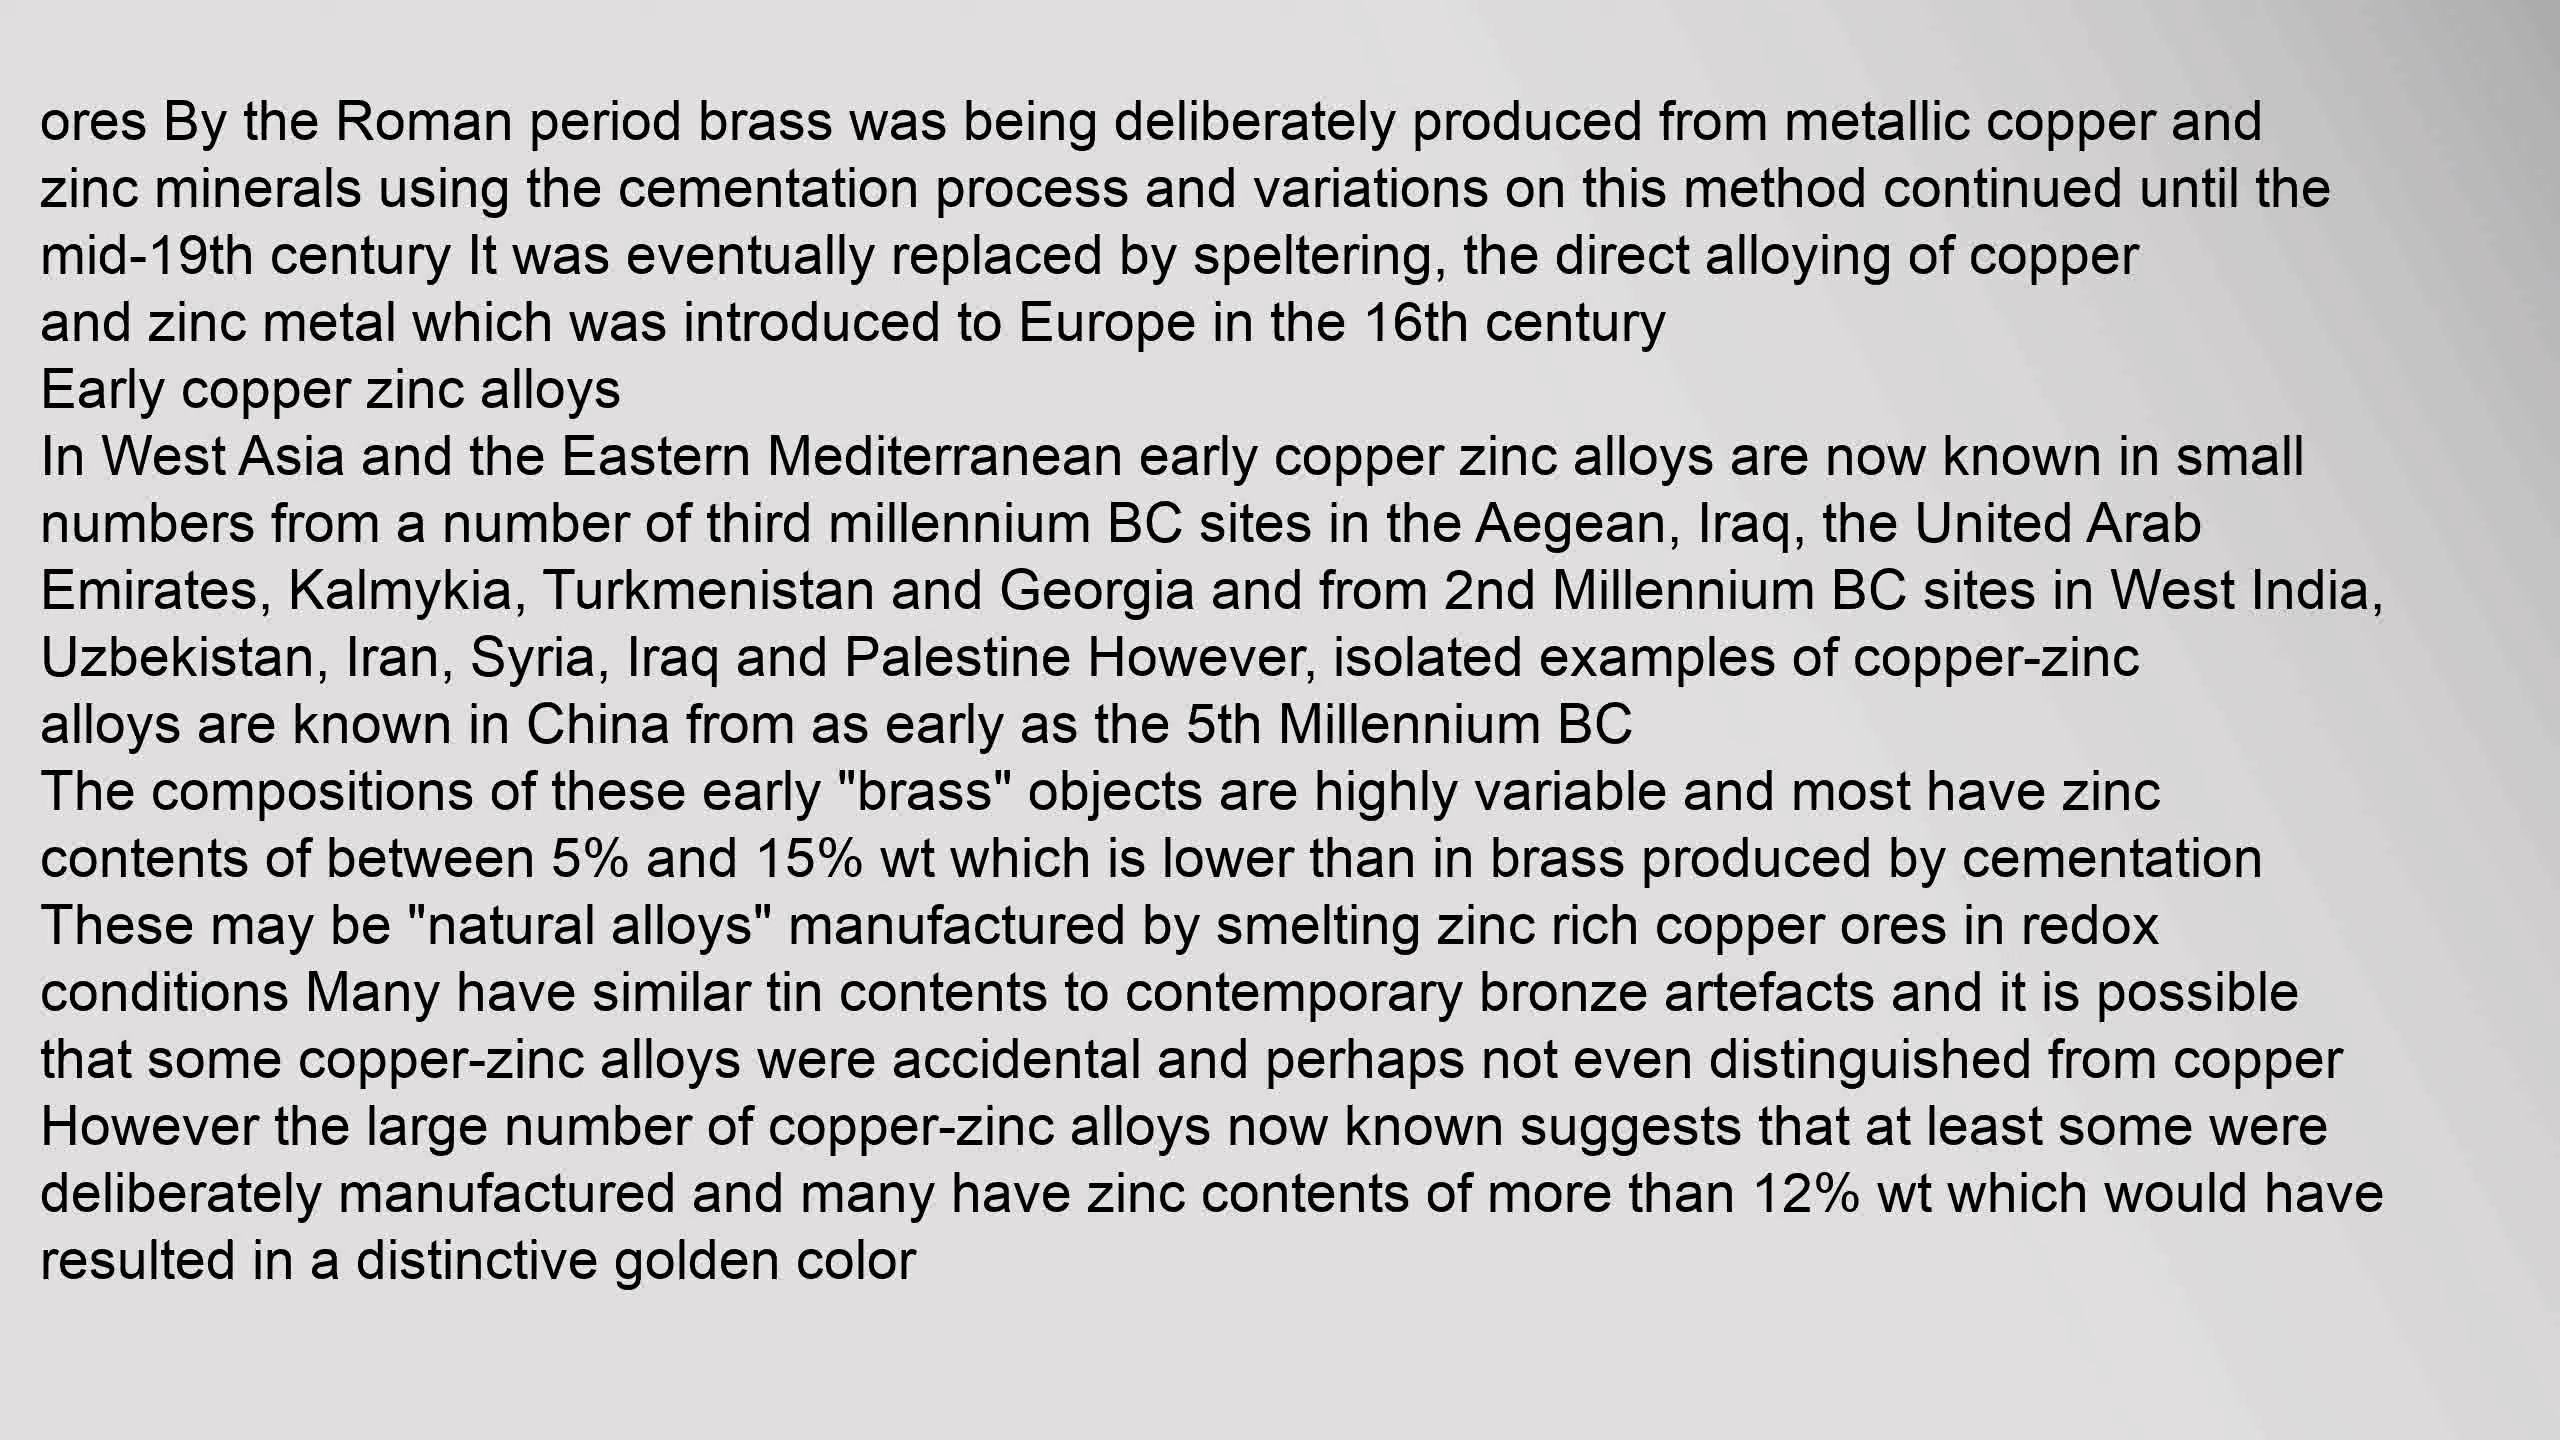 ores By the Roman period brass was being deliberately produced from metallic copper and
zinc minerals using the cementation process and variations on this method continued until the
mid-19th century It was eventually replaced by speltering, the direct alloying of copper
and zinc metal which was introduced to Europe in the 16th century
Early copper zinc alloys
In West Asia and the Eastern Mediterranean early copper zinc alloys are now known in small
numbers from a number of third millennium BC sites in the Aegean, Iraq, the United Arab
Emirates, Kalmykia, Turkmenistan and Georgia and from 2nd Millennium BC sites in West India,
Uzbekistan, Iran, Syria, Iraq and Palestine However, isolated examples of copper-zinc
alloys are known in China from as early as the 5th Millennium BC
The compositions of these early "brass" objects are highly variable and most have zinc
contents of between 5% and 15% wt which is lower than in brass produced by cementation
These may be "natural alloys" manufactured by smelting zinc rich copper ores in redox
conditions Many have similar tin contents to contemporary bronze artefacts and it is possible
that some copper-zinc alloys were accidental and perhaps not even distinguished from copper
However the large number of copper-zinc alloys now known suggests that at least some were
deliberately manufactured and many have zinc contents of more than 12% wt which would have
resulted in a distinctive golden color